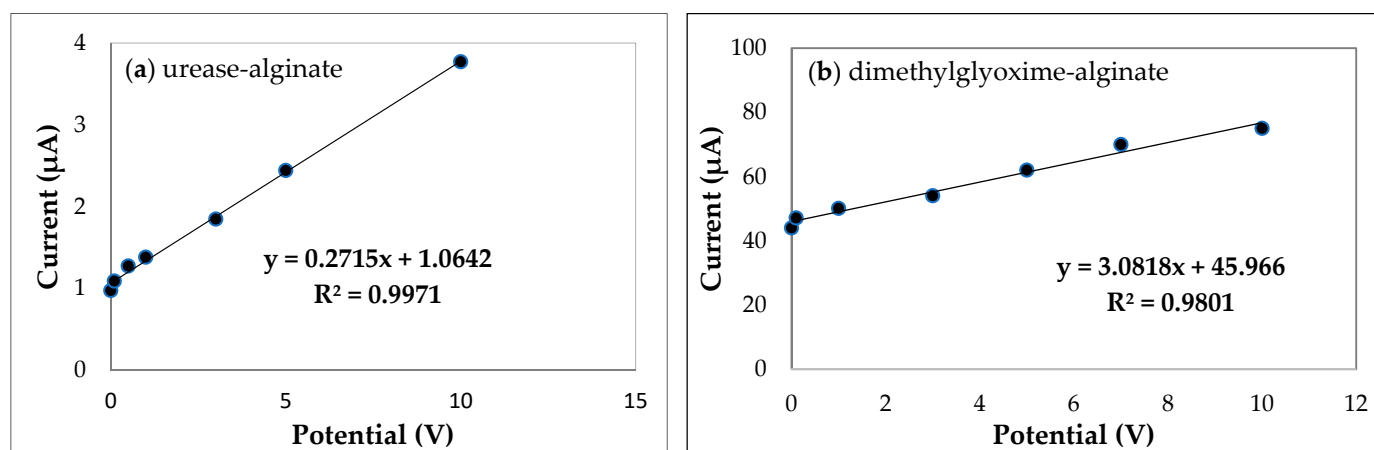 (a) urease-alginate
Current (µA)
4
3
2
1
0
y = 0.2715x + 1.0642
R² = 0.9971
0 5 10 15
Potential (V)
(b) dimethylglyoxime-alginate
Current (µA)
100
80
60
40
20
0
y = 3.0818x + 45.966
R² = 0.9801
0 2 4 6 8 10 12
Potential (V)